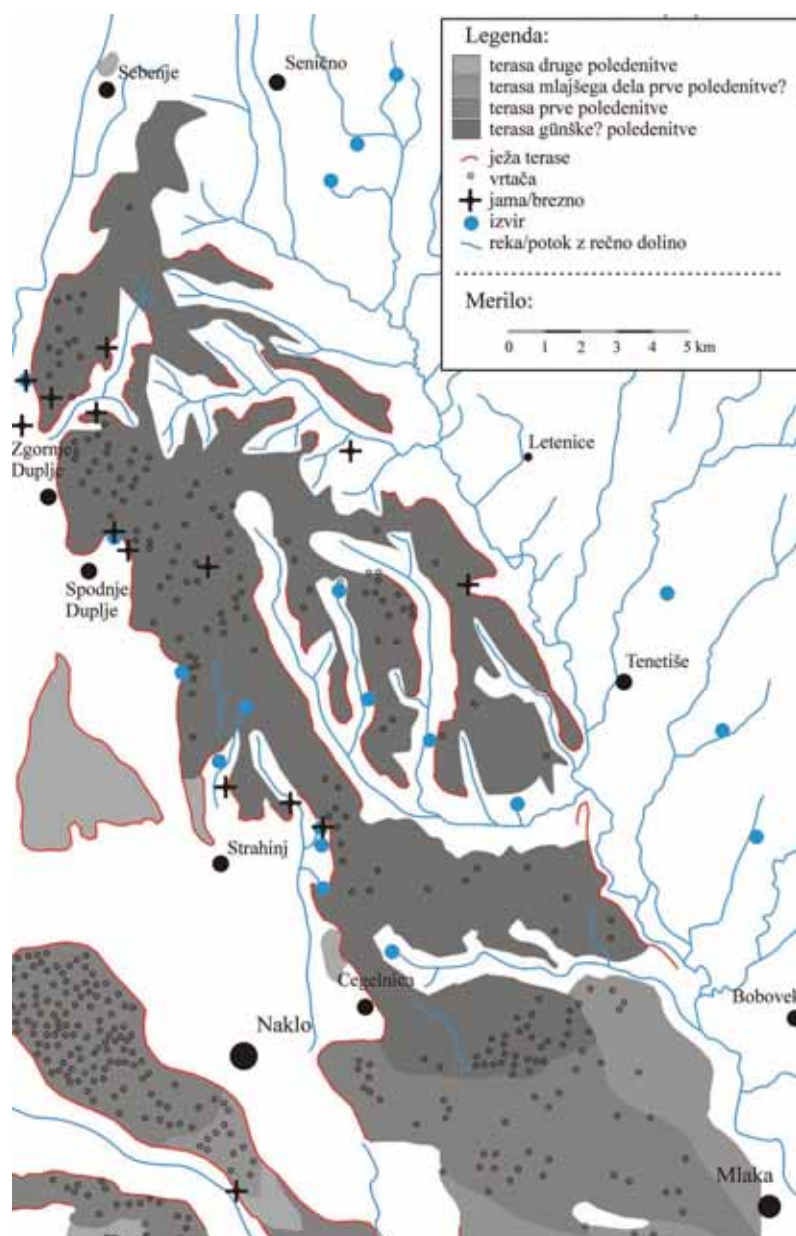 Sebenje
Senično
Legenda:
terasa druge poledenitve
terasa mlajšega dela prve poledenitve?
terasa prve poledenitve
terasa günške? poledenitve
ježa terase
vrtača
jama/brezno
izvir
reka/potok z rečno dolino
Merilo:
0 1 2 3 4 5 km
Letenice
Zgornje
Duplje
Spodnje
Duplje
Tenetiše
Strahinj
Cegelnica
Bobovek
Naklo
Mlaka